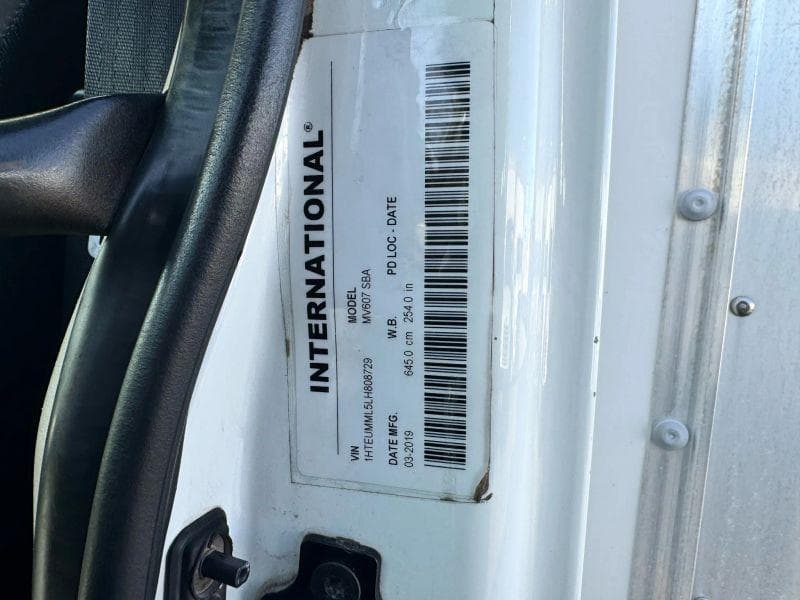 INTERNATIONAL®
VIN MODEL
1HTEUMML5LH808729 MV607 SBA
DATE MFG. W.B. PD LOC - DATE
03-2019 645.0 cm 254.0 in